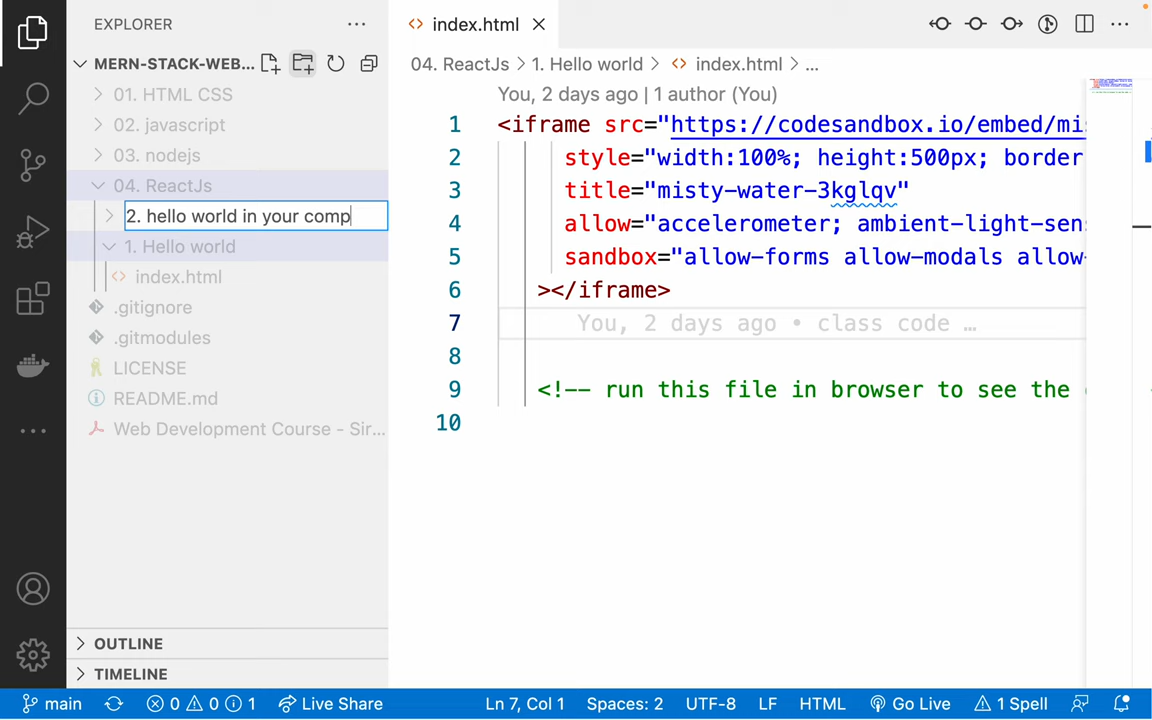 EXPLORER
MERN-STACK-WEB...
01. HTML CSS
02. javascript
03. nodejs
04. ReactJs
2. hello world in your comp
1. Hello world
index.html
.gitignore
.gitmodules
LICENSE
README.md
Web Development Course - Sir...
OUTLINE
TIMELINE
index.html
04. ReactJs > 1. Hello world > index.html > ...
You, 2 days ago | 1 author (You)
1 <iframe src="https://codesandbox.io/embed/mis
2 style="width:100%; height:500px; border
3 title="misty-water-3kglqv"
4 allow="accelerometer; ambient-light-sens
5 sandbox="allow-forms allow-modals allow-
6 ></iframe>
7 You, 2 days ago • class code …
8
9 <!-- run this file in browser to see the
10
main 0 0 1 Live Share Ln 7, Col 1 Spaces: 2 UTF-8 LF HTML Go Live 1 Spell